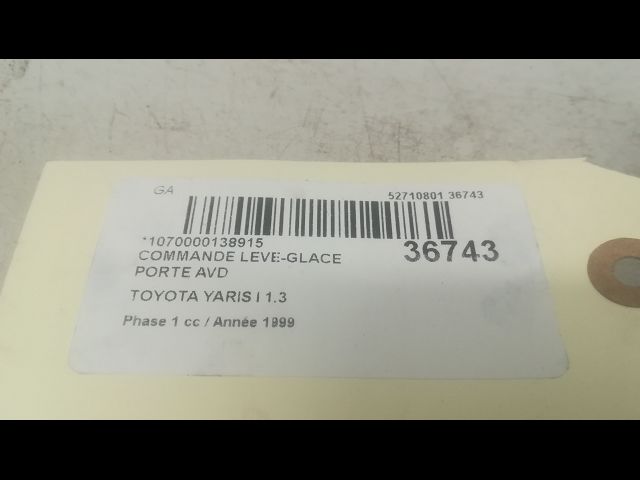 GA
52710801 36743
*1070000138915
36743
COMMANDE LEVE-GLACE
PORTE AVD
TOYOTA YARIS I 1.3
Phase 1 cc / Année 1999